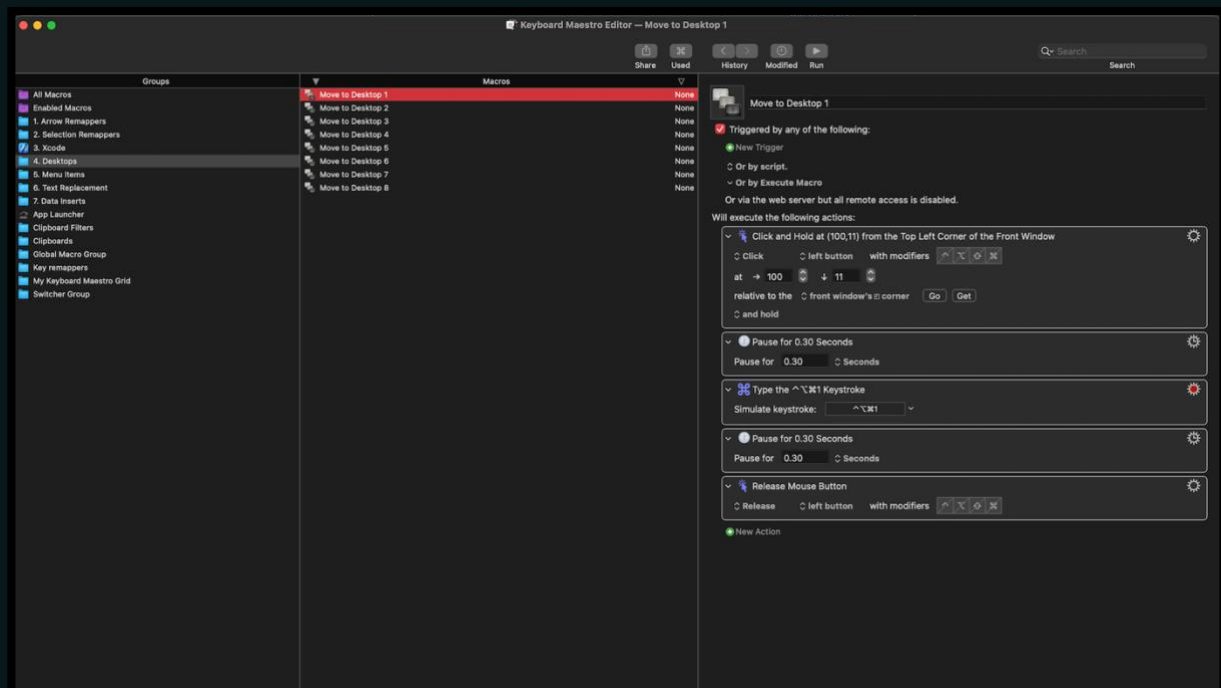 Keyboard Maestro Editor — Move to Desktop 1
Share Used History Modified Run
Search
Search
Groups
All Macros
Enabled Macros
1. Arrow Remappers
2. Selection Remappers
3. Xcode
4. Desktops
5. Menu items
6. Text Replacement
7. Data Inserts
App Launcher
Clipboard Filters
Clipboards
Global Macro Group
Key remappers
My Keyboard Maestro Grid
Switcher Group
Macros
Move to Desktop 1 None
Move to Desktop 2 None
Move to Desktop 3 None
Move to Desktop 4 None
Move to Desktop 5 None
Move to Desktop 6 None
Move to Desktop 7 None
Move to Desktop 8 None
Move to Desktop 1
Triggered by any of the following:
New Trigger
Or by script.
Or by Execute Macro
Or via the web server but all remote access is disabled.
Will execute the following actions:
Click and Hold at (100,11) from the Top Left Corner of the Front Window
Click left button with modifiers ⌃ ⌥ ⇧ ⌘
at → 100 ↓ 11
relative to the front window's corner Go Get
and hold
Pause for 0.30 Seconds
Pause for 0.30 Seconds
Type the ⌃⌥⌘1 Keystroke
Simulate keystroke: ⌃⌥⌘1
Pause for 0.30 Seconds
Pause for 0.30 Seconds
Release Mouse Button
Release left button with modifiers ⌃ ⌥ ⇧ ⌘
New Action